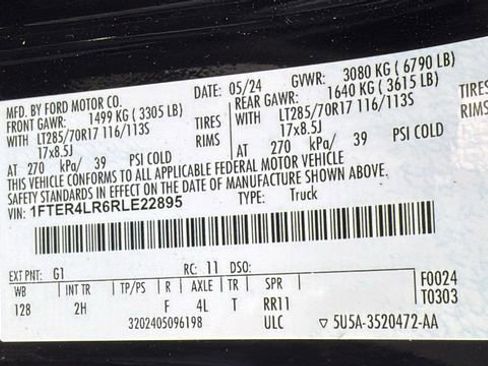 MFD. BY FORD MOTOR CO. DATE: 05/24 GVWR: 3080 KG ( 6790 LB)
FRONT GAWR: 1499 KG ( 3305 LB) REAR GAWR: 1640 KG ( 3615 LB)
WITH LT285/70R17 116/113S TIRES WITH LT285/70R17 116/113S TIRES
17x8.5J RIMS 17x8.5J RIMS
AT 270 kPa/ 39 PSI COLD AT 270 kPa/ 39 PSI COLD
THIS VEHICLE CONFORMS TO ALL APPLICABLE FEDERAL MOTOR VEHICLE
SAFETY STANDARDS IN EFFECT ON THE DATE OF MANUFACTURE SHOWN ABOVE.
VIN: 1FTER4LR6RLE22895 TYPE: Truck
EXT PNT: G1 RC: 11 DSO: F0024
WB INT TR TP/PS R AXLE TR SPR T0303
128 2H F 4L T RR11
3202405096198 ULC ▽ 5U5A-3520472-AA